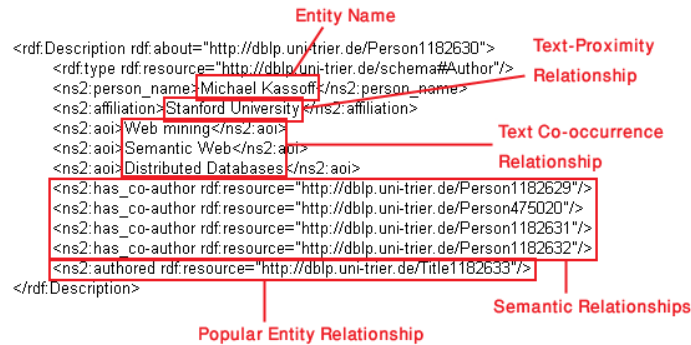 Entity Name
<rdf:Description rdf:about="http://dblp.uni-trier.de/Person1182630">
<rdf:type rdf:resource="http://dblp.uni-trier.de/schema#Author"/>
<ns2:person_name>Michael Kassoff</ns2:person_name>
<ns2:affiliation>Stanford University</ns2:affiliation>
<ns2:aoi>Web mining</ns2:aoi>
<ns2:aoi>Semantic Web</ns2:aoi>
<ns2:aoi>Distributed Databases</ns2:aoi>
<ns2:has_co-author rdf:resource="http://dblp.uni-trier.de/Person1182629"/>
<ns2:has_co-author rdf:resource="http://dblp.uni-trier.de/Person475020"/>
<ns2:has_co-author rdf:resource="http://dblp.uni-trier.de/Person1182631"/>
<ns2:has_co-author rdf:resource="http://dblp.uni-trier.de/Person1182632"/>
<ns2:authored rdf:resource="http://dblp.uni-trier.de/Title1182633"/>
</rdf:Description>
Text-Proximity
Relationship
Text Co-occurrence
Relationship
Semantic Relationships
Popular Entity Relationship